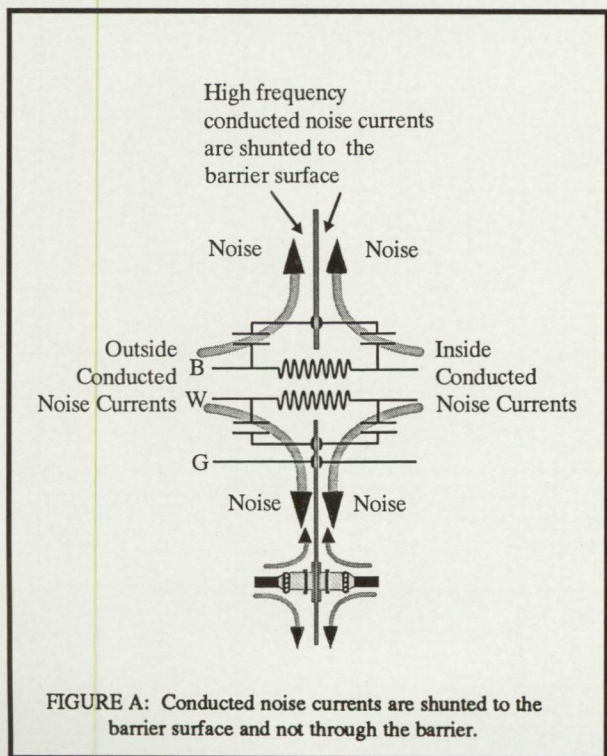 High frequency
conducted noise currents
are shunted to the
barrier surface
Noise Noise
Outside
Conducted
Noise Currents
B
W
G
Inside
Conducted
Noise Currents
Noise Noise
FIGURE A: Conducted noise currents are shunted to the
barrier surface and not through the barrier.